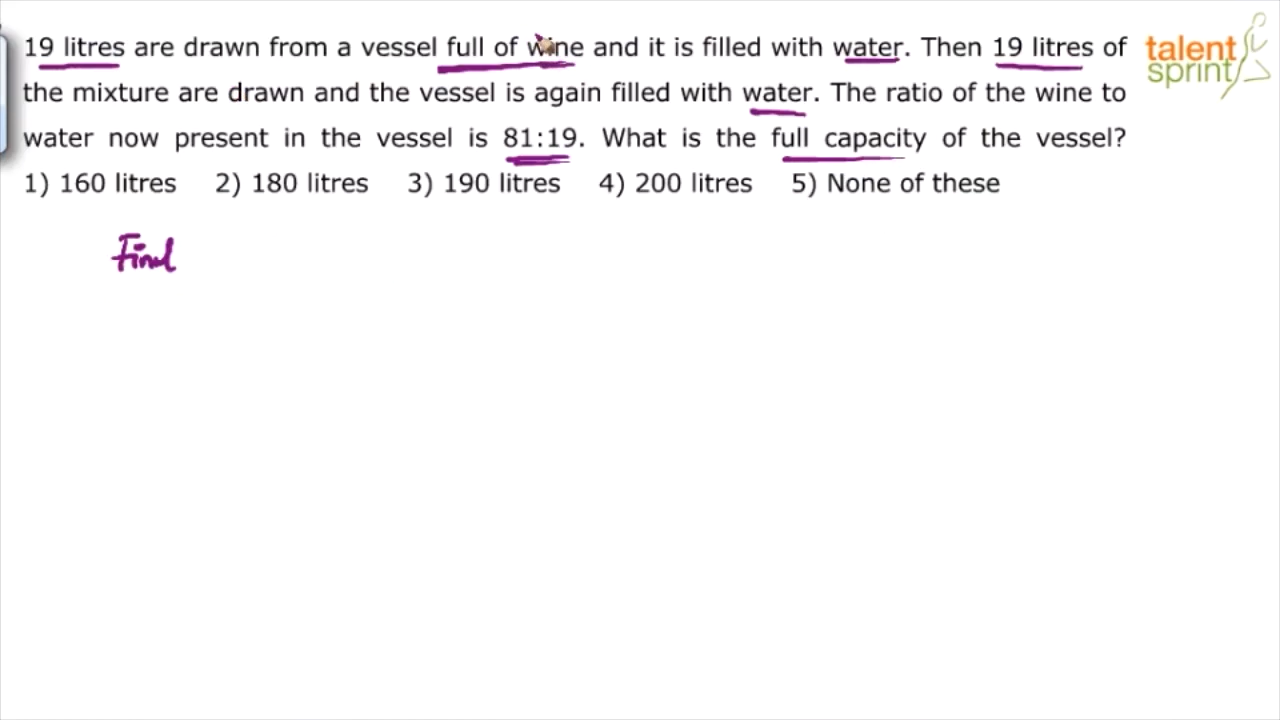 19 litres are drawn from a vessel full of wine and it is filled with water. Then 19 litres of
the mixture are drawn and the vessel is again filled with water. The ratio of the wine to
water now present in the vessel is 81:19. What is the full capacity of the vessel?
1) 160 litres 2) 180 litres 3) 190 litres 4) 200 litres 5) None of these
talent
sprint
Final